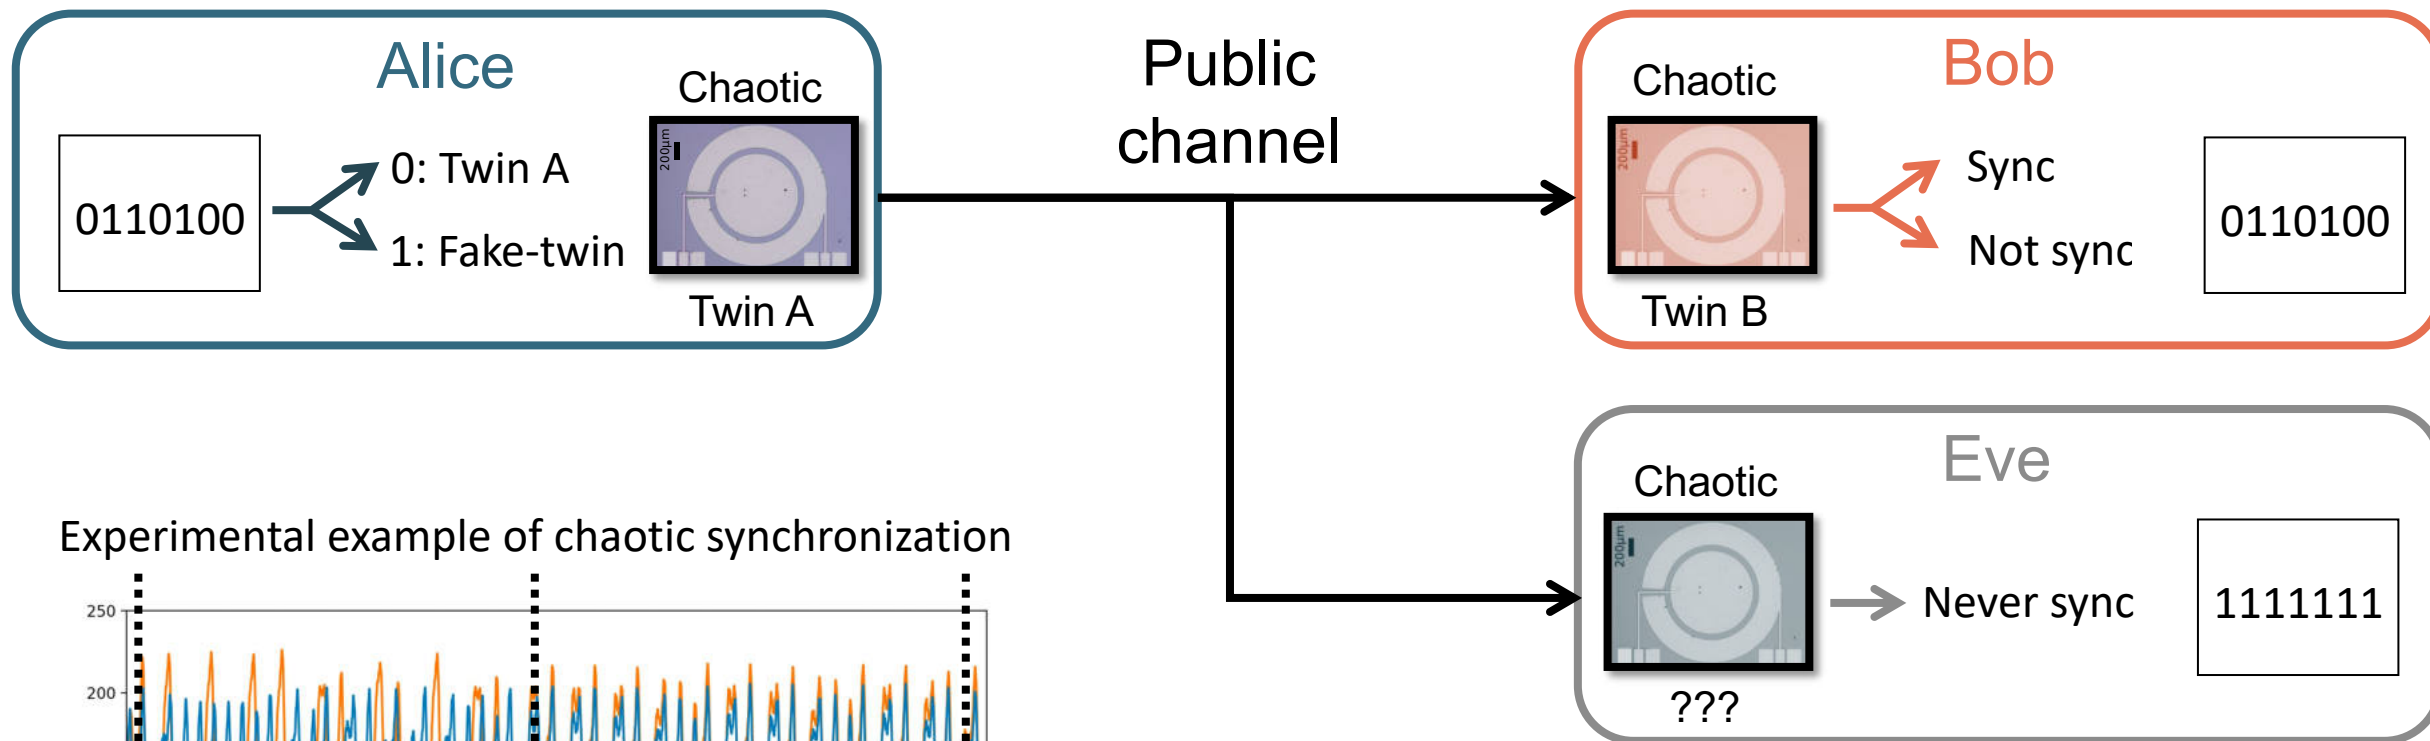 Alice
Chaotic
200µm
0110100
0: Twin A
1: Fake-twin
Twin A
Public
channel
Bob
Chaotic
200µm
Sync
Not sync
0110100
Twin B
Eve
Chaotic
200µm
Never sync
1111111
???
Experimental example of chaotic synchronization
250
200